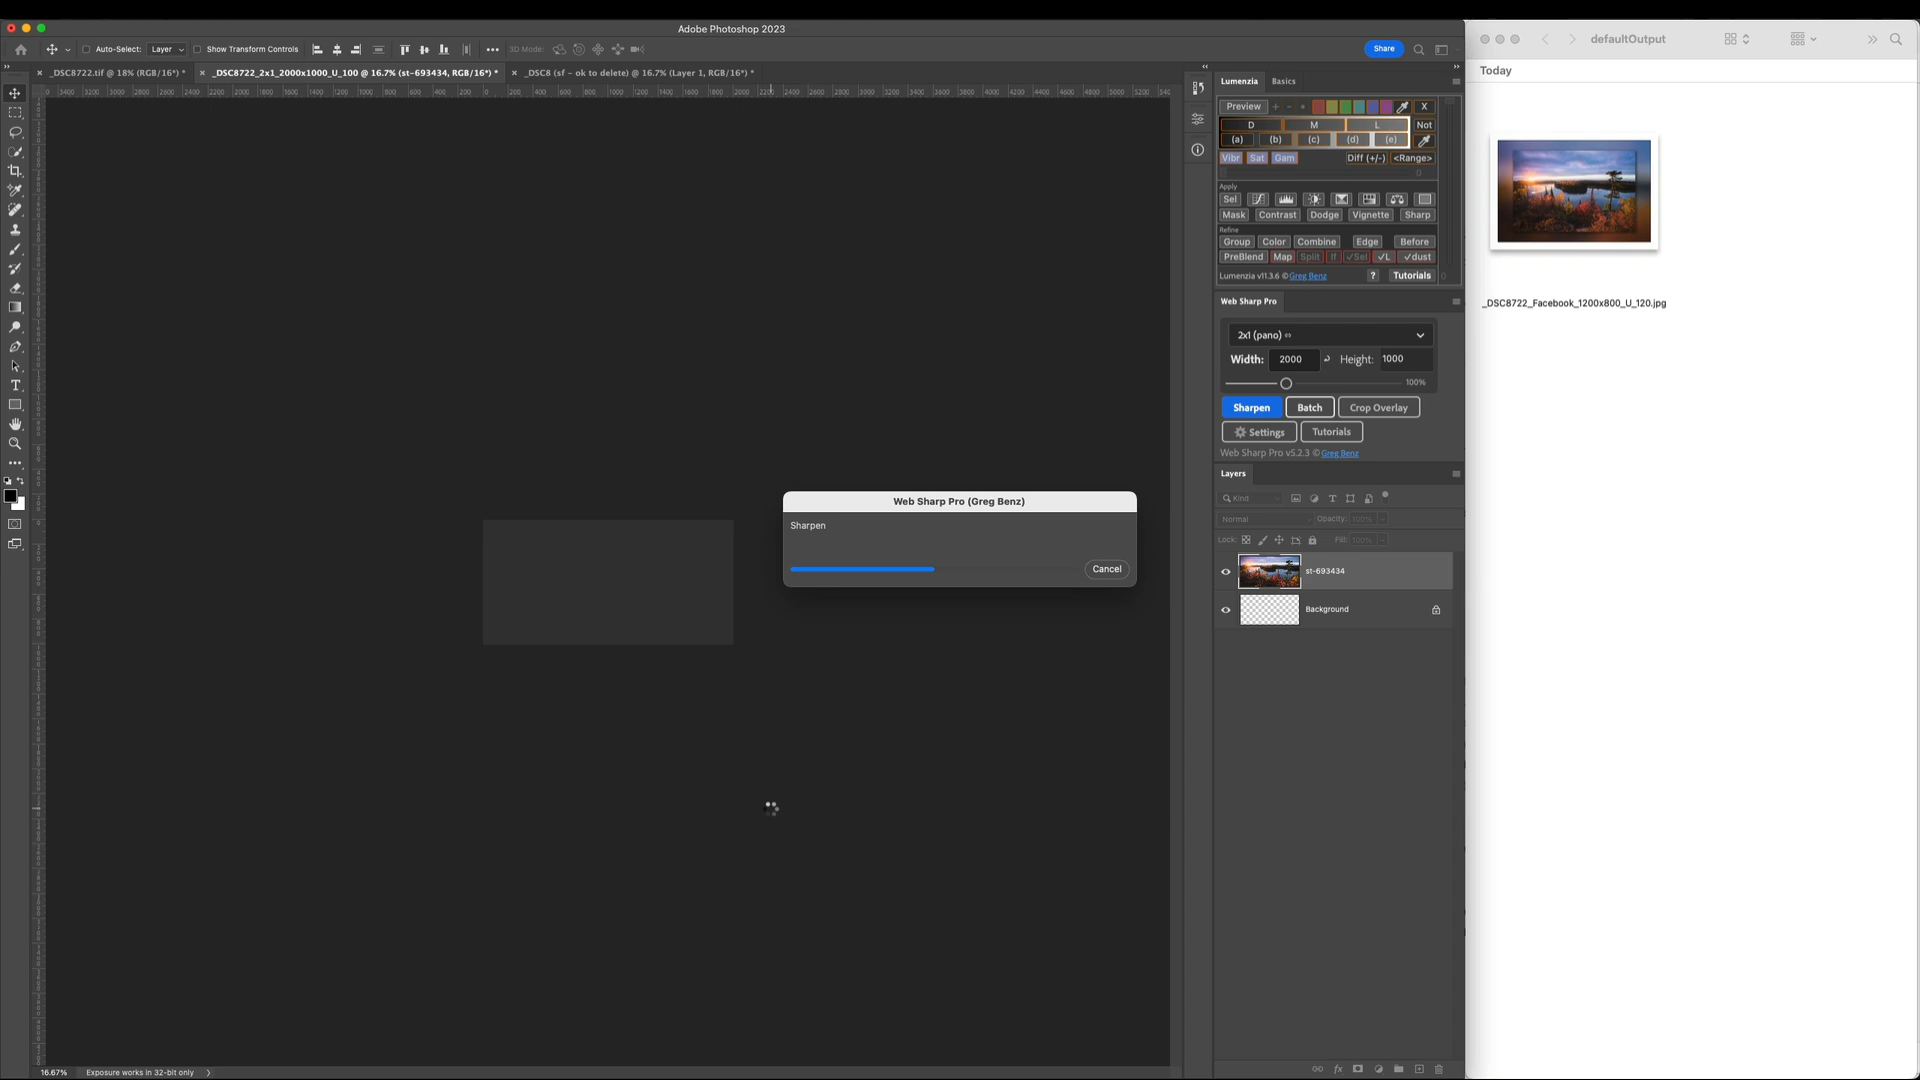 Adobe Photoshop 2023
Auto-Select: Layer Show Transform Controls 3D Mode: Share
_DSC8722.tif @ 18% (RGB/16*) *
_DSC8722_2x1_2000x1000_U_100 @ 16.7% (st-693434, RGB/16*) *
_DSC8 (sf - ok to delete) @ 16.7% (Layer 1, RGB/16*) *
Lumenzia Basics
Preview + - X
D M L Not
(a) (b) (c) (d) (e)
Vibr Sat Gam Diff (+/-) <Range>
0
Apply
Sel
Mask Contrast Dodge Vignette Sharp
Refine
Group Color Combine Edge Before
PreBlend Map Split If ✓Sel ✓L ✓dust
Lumenzia v11.3.6 © Greg Benz ? Tutorials
Web Sharp Pro
2x1 (pano) ⇔
Width: 2000 Height: 1000
100%
Sharpen Batch Crop Overlay
Settings Tutorials
Web Sharp Pro v5.2.3 © Greg Benz
Layers
Kind
Normal Opacity: 100%
Lock: Fill: 100%
st-693434
Background
fx
Web Sharp Pro (Greg Benz)
Sharpen
Cancel
16.67% Exposure works in 32-bit only
defaultOutput
Today
_DSC8722_Facebook_1200x800_U_120.jpg